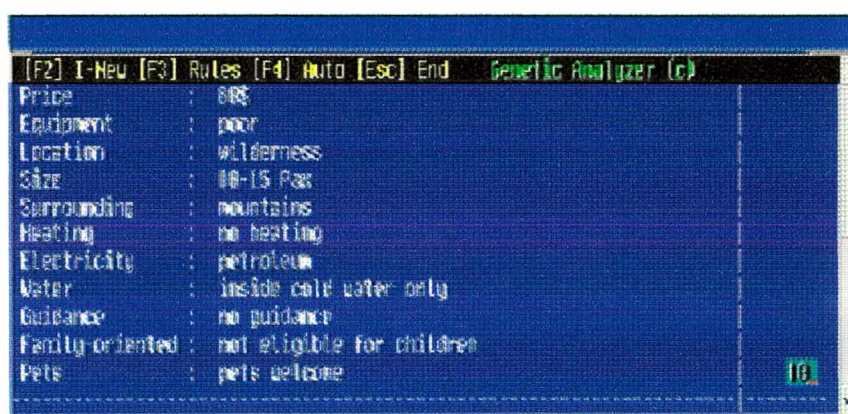 [F2] I-New [F3] Rules [F4] Auto [Esc] End Genetic Analyzer (c)
Price : 80$
Equipment : poor
Location : wilderness
Size : 10-15 Pax
Surrounding : mountains
Heating : no heating
Electricity : petroleum
Water : inside cold water only
Guidance : no guidance
Family-oriented : not eligible for children
Pets : pets welcome
10